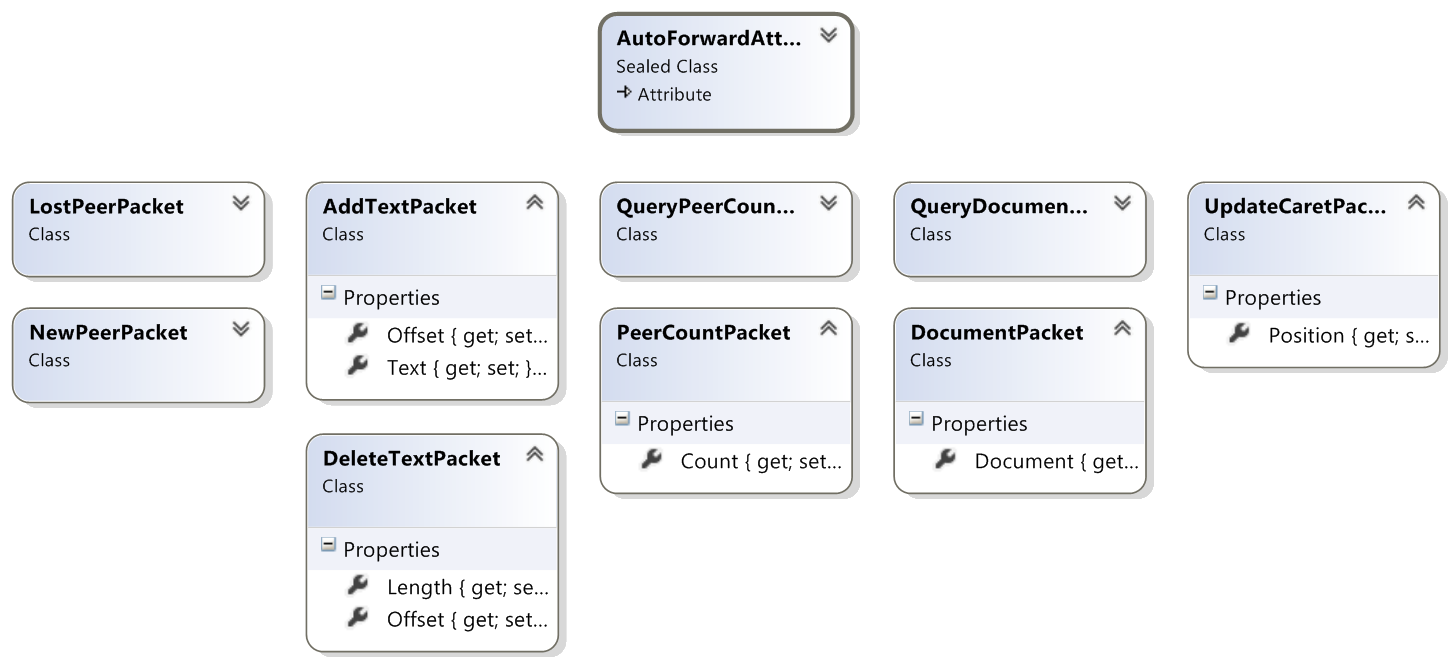 AutoForwardAtt...
Sealed Class
Attribute
LostPeerPacket
Class
NewPeerPacket
Class
AddTextPacket
Class
Properties
Offset { get; set...
Text { get; set; }...
DeleteTextPacket
Class
Properties
Length { get; se...
Offset { get; set...
QueryPeerCoun...
Class
PeerCountPacket
Class
Properties
Count { get; set...
QueryDocumen...
Class
DocumentPacket
Class
Properties
Document { get...
UpdateCaretPac...
Class
Properties
Position { get; s...